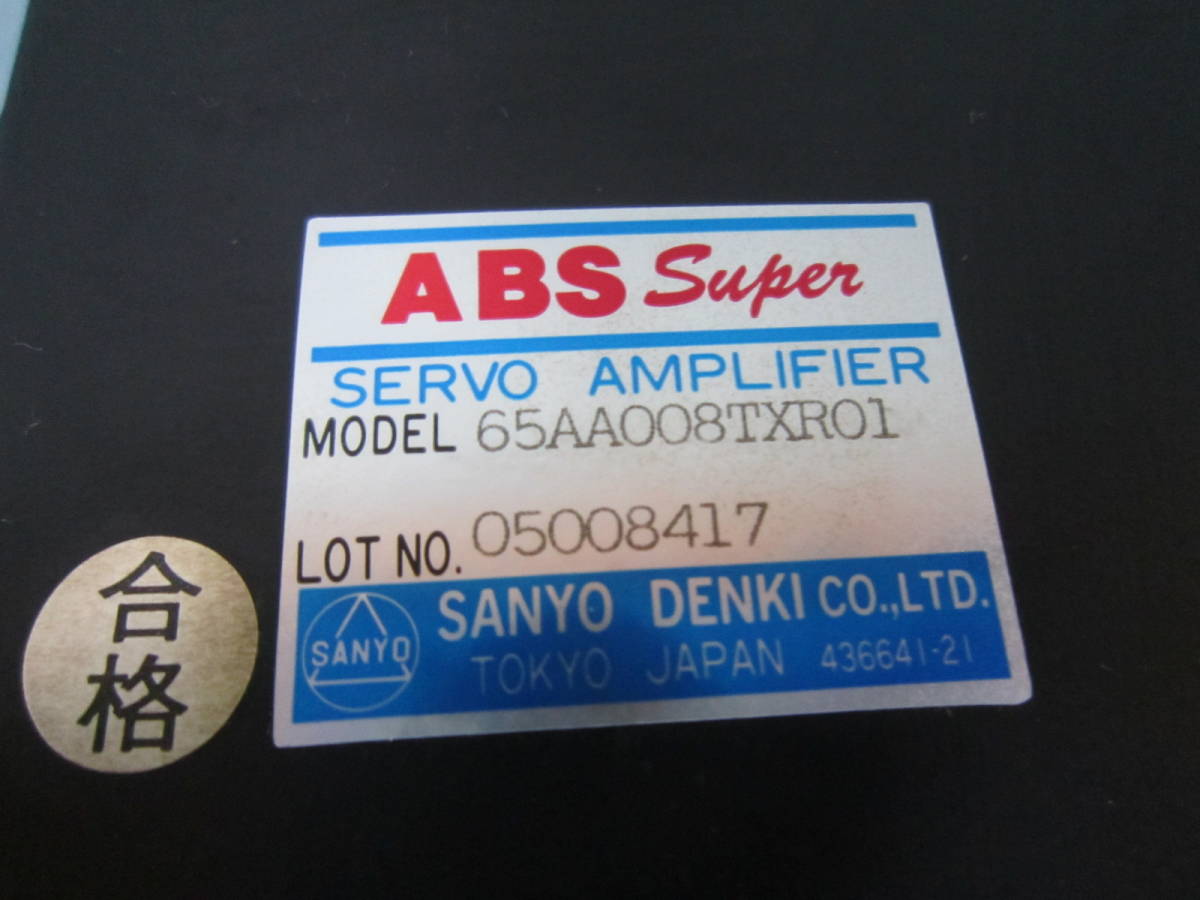 ABS Super
SERVO AMPLIFIER
MODEL 65AA008TXR01
LOT NO. 05008417
SANYO
SANYO DENKI CO.,LTD.
TOKYO JAPAN 436641-21
合格